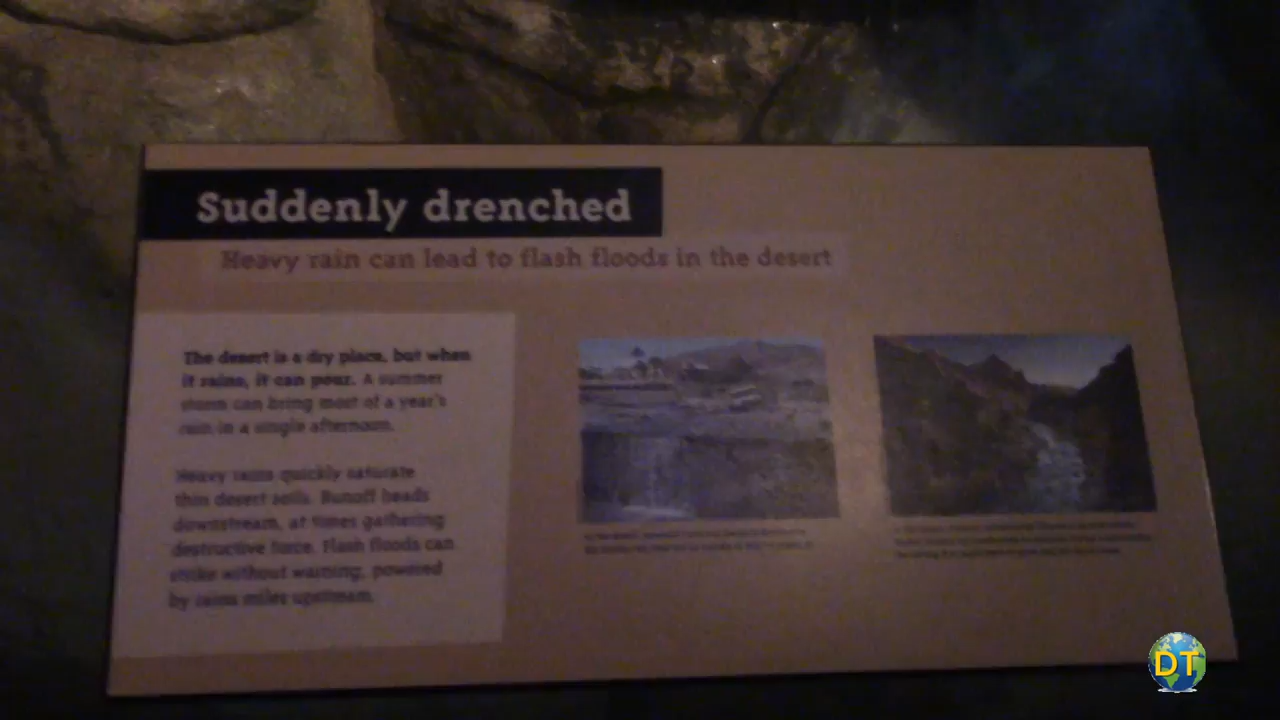 Suddenly drenched
Heavy rain can lead to flash floods in the desert
The desert is a dry place, but when
it rains, it can pour. A summer
storm can bring most of a year's
rain in a single afternoon.
Heavy rains quickly saturate
thin desert soils. Runoff heads
downstream, at times gathering
destructive force. Flash floods can
strike without warning, powered
by rains miles upstream.
DT